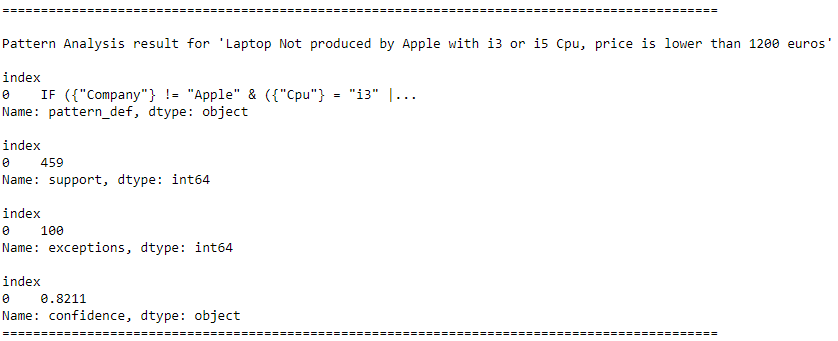 ============================================================================================
Pattern Analysis result for 'Laptop Not produced by Apple with i3 or i5 Cpu, price is lower than 1200 euros'
index
0    IF ({"Company"} != "Apple" & ({"Cpu"} = "i3" |...
Name: pattern_def, dtype: object
index
0    459
Name: support, dtype: int64
index
0    100
Name: exceptions, dtype: int64
index
0    0.8211
Name: confidence, dtype: object
============================================================================================